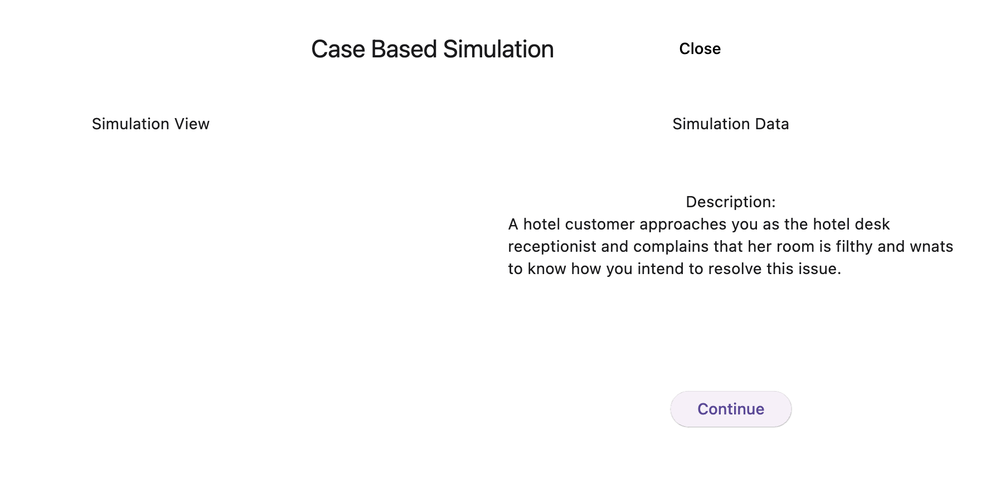 Case Based Simulation
Close
Simulation View
Simulation Data
Description:
A hotel customer approaches you as the hotel desk
receptionist and complains that her room is filthy and wnats
to know how you intend to resolve this issue.
Continue